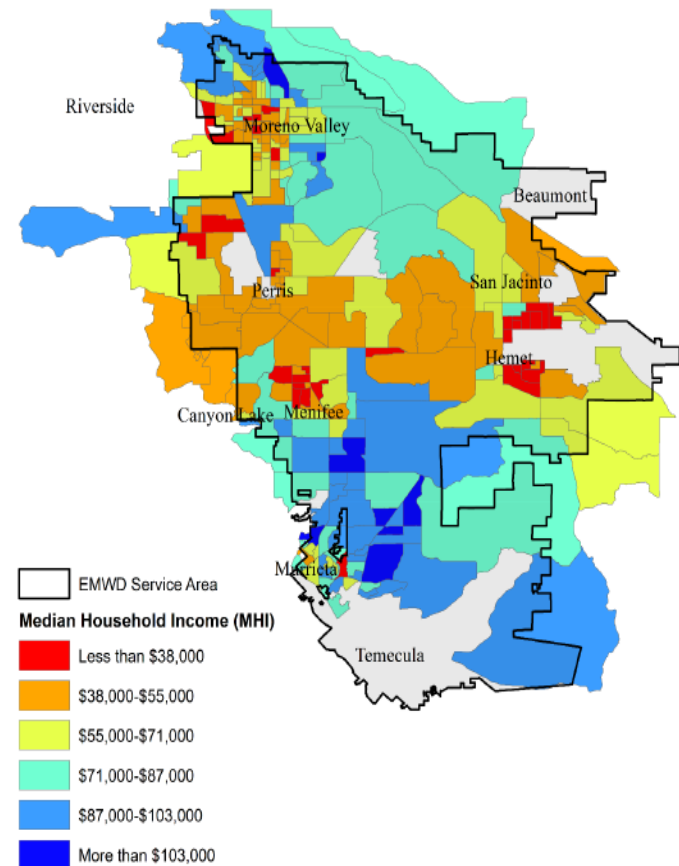 Riverside
Moreno Valley
Beaumont
San Jacinto
Perris
Hemet
Canyon Lake
Menifee
Murrieta
Temecula
EMWD Service Area
Median Household Income (MHI)
Less than $38,000
$38,000-$55,000
$55,000-$71,000
$71,000-$87,000
$87,000-$103,000
More than $103,000